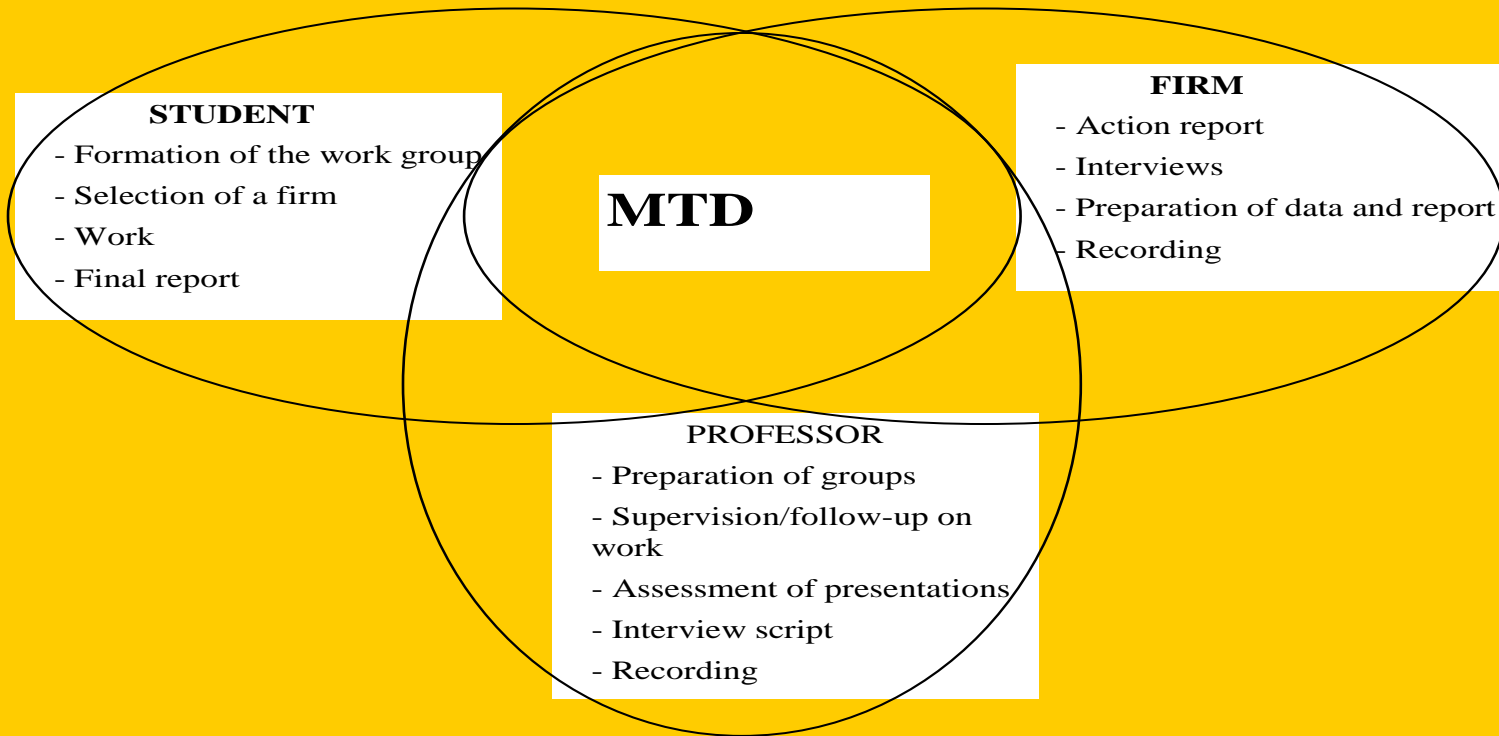 STUDENT
- Formation of the work group
- Selection of a firm
- Work
- Final report
MTD
FIRM
- Action report
- Interviews
- Preparation of data and report
- Recording
PROFESSOR
- Preparation of groups
- Supervision/follow-up on
work
- Assessment of presentations
- Interview script
- Recording